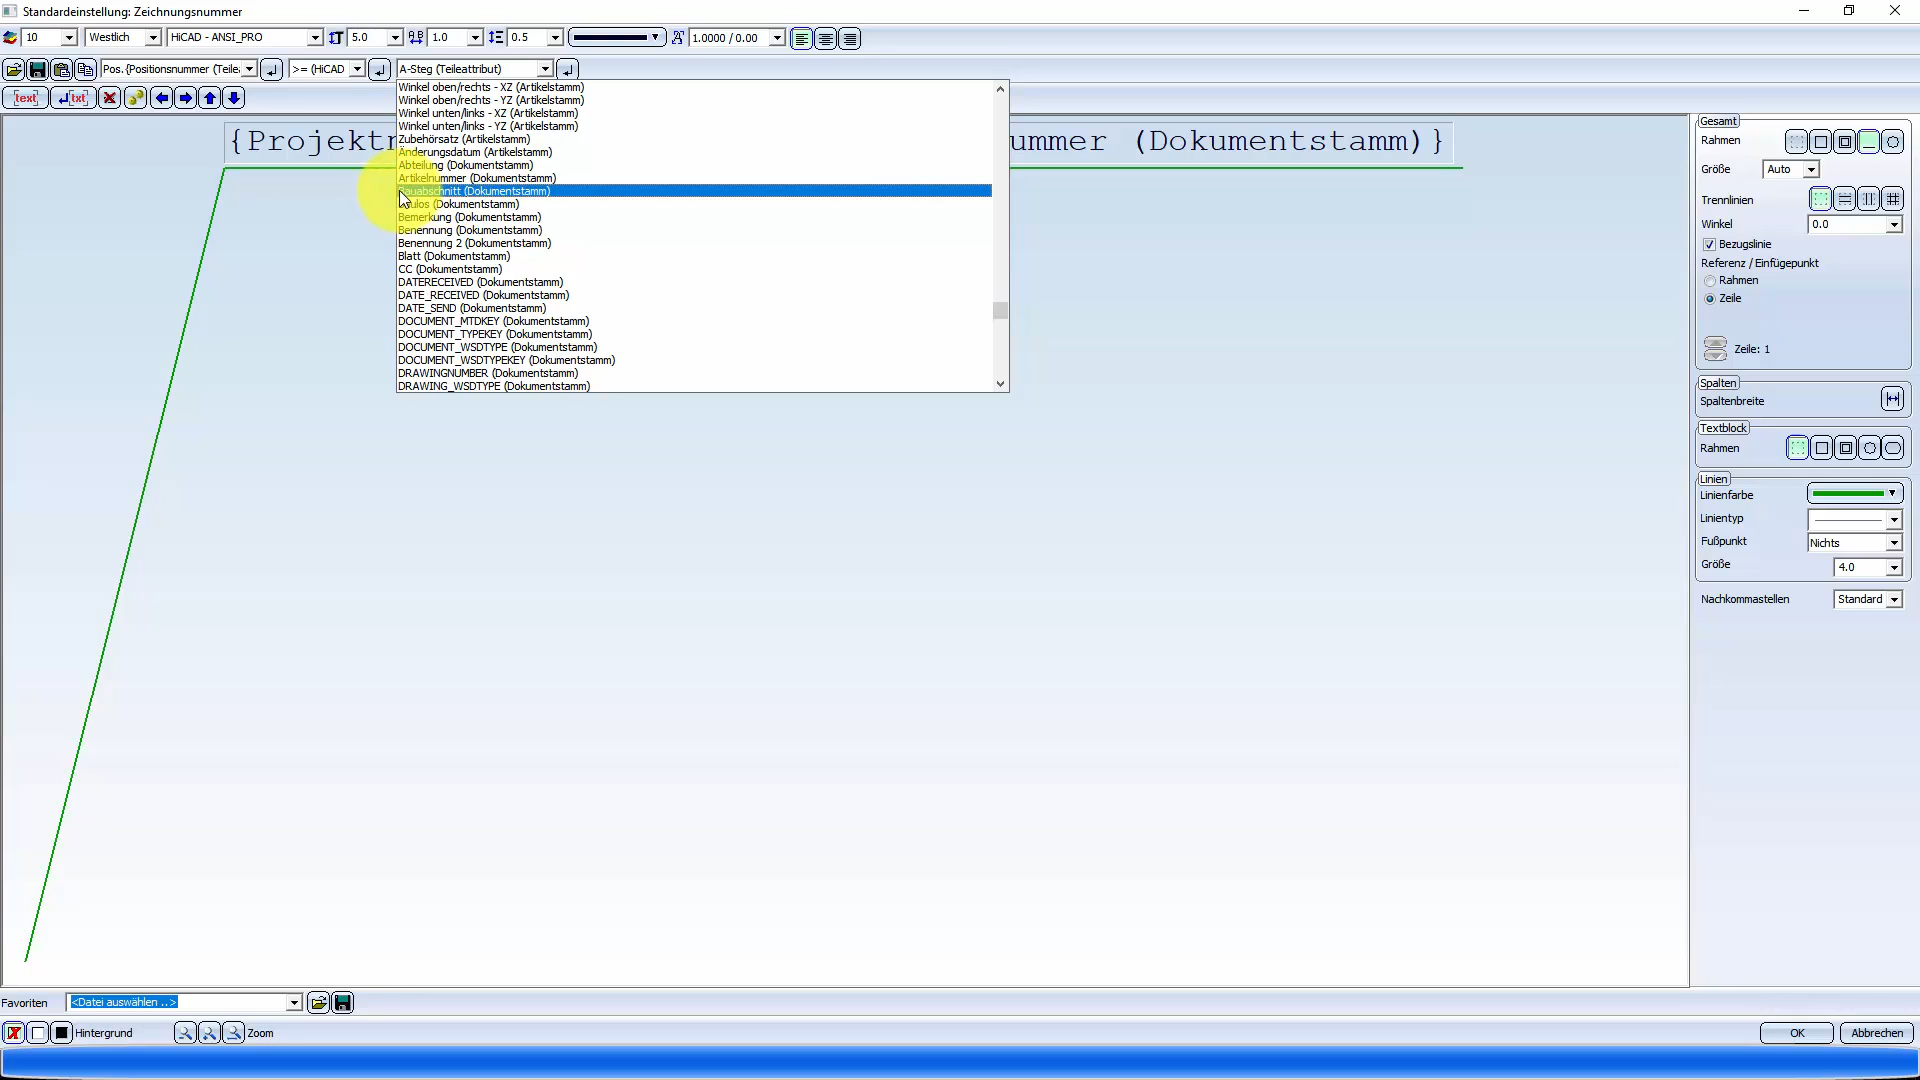 Standardeinstellung: Zeichnungsnummer
10 Westlich HiCAD - ANSI_PRO 5.0 1.0 0.5 1.0000 / 0.00
Pos.{Positionsnummer (Teile >= (HiCAD A-Steg (Teileattribut)
[text] [txt]
Winkel oben/rechts - XZ (Artikelstamm)
Winkel oben/rechts - YZ (Artikelstamm)
Winkel unten/links - XZ (Artikelstamm)
Winkel unten/links - YZ (Artikelstamm)
Zubehörsatz (Artikelstamm)
Änderungsdatum (Artikelstamm)
Abteilung (Dokumentstamm)
Artikelnummer (Dokumentstamm)
Bauabschnitt (Dokumentstamm)
(Dokumentstamm)
Bemerkung (Dokumentstamm)
Benennung (Dokumentstamm)
Benennung 2 (Dokumentstamm)
Blatt (Dokumentstamm)
CC (Dokumentstamm)
DATERECEIVED (Dokumentstamm)
DATE_RECEIVED (Dokumentstamm)
DATE_SEND (Dokumentstamm)
DOCUMENT_MTDKEY (Dokumentstamm)
DOCUMENT_TYPEKEY (Dokumentstamm)
DOCUMENT_WSDTYPE (Dokumentstamm)
DOCUMENT_WSDTYPEKEY (Dokumentstamm)
DRAWINGNUMBER (Dokumentstamm)
DRAWING_WSDTYPE (Dokumentstamm)
{Projektn ummer (Dokumentstamm)}
Gesamt
Rahmen
Größe Auto
Trennlinien
Winkel 0.0
Bezugslinie
Referenz / Einfügepunkt
Rahmen
Zeile
Zeile: 1
Spalten
Spaltenbreite
Textblock
Rahmen
Linien
Linienfarbe
Linientyp
Fußpunkt Nichts
Größe 4.0
Nachkommastellen Standard
Favoriten <Datei auswählen ..>
Hintergrund Zoom OK Abbrechen